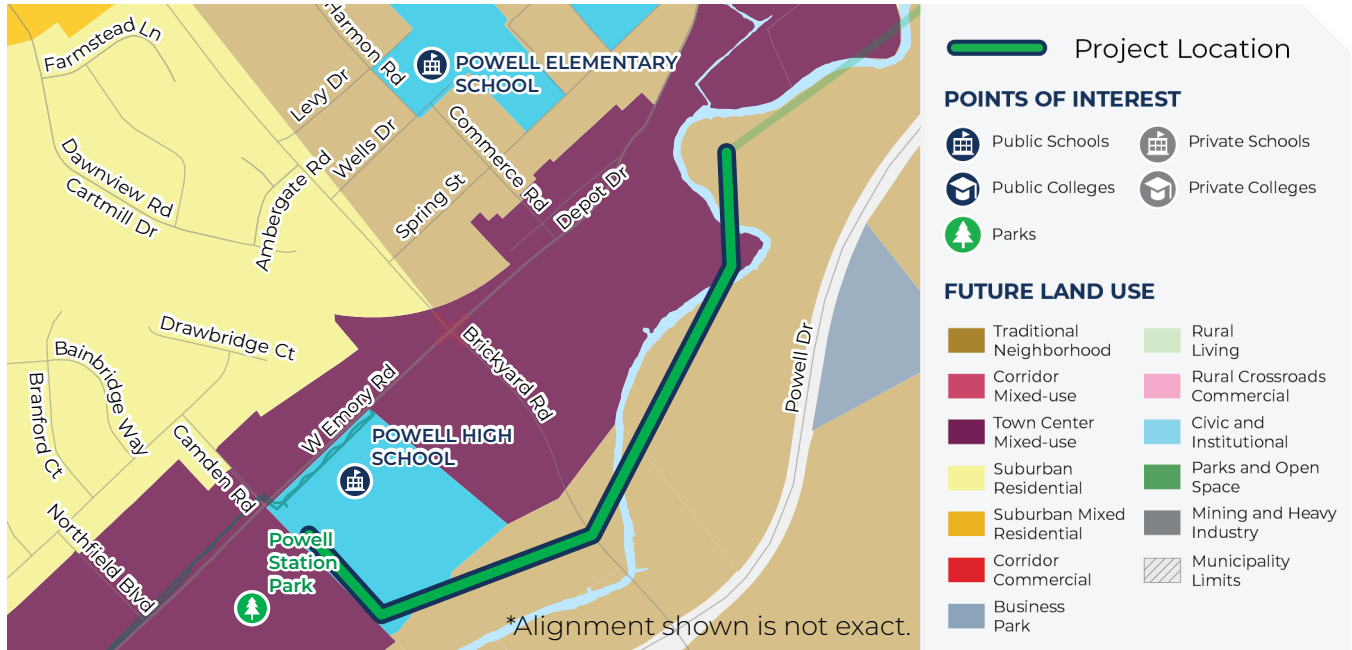 Farmstead Ln
Harmon Rd
POWELL ELEMENTARY
SCHOOL
Levy Dr
Wells Dr
Commerce Rd
Dawnview Rd
Cartmill Dr
Ambergate Rd
Spring St
Depot Dr
Drawbridge Ct
Bainbridge Way
Branford Ct
Brickyard Rd
Powell Dr
W Emory Rd
POWELL HIGH
SCHOOL
Camden Rd
Northfield Blvd
Powell
Station
Park
*Alignment shown is not exact.
Project Location
POINTS OF INTEREST
Public Schools
Private Schools
Public Colleges
Private Colleges
Parks
FUTURE LAND USE
Traditional
Neighborhood
Rural
Living
Corridor
Mixed-use
Rural Crossroads
Commercial
Town Center
Mixed-use
Civic and
Institutional
Suburban
Residential
Parks and Open
Space
Suburban Mixed
Residential
Mining and Heavy
Industry
Corridor
Commercial
Municipality
Limits
Business
Park